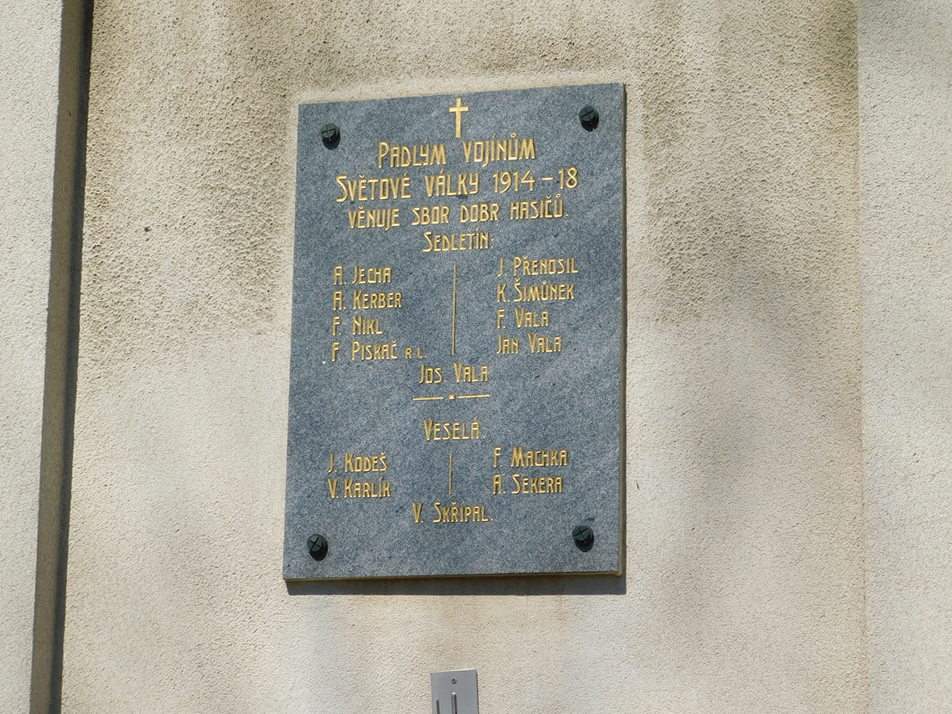 PADLYM VOJINŮM
SVĚTOVÉ VÁLKY 1914-18
VĚNUJE SBOR DOBR HASIČŮ.
SEDLETÍN:
A. JECHA
A. KERBER
F. NIKL
F. PISKAČ R.L.
J. PŘENOSIL
K. ŠIMŮNEK
F. VALA
JAN VALA
JOS. VALA
VESELÁ.
J. KODEŠ
V. KARLÍK
F. MACHKA
A. SEKERA
V. SKŘIPAL.